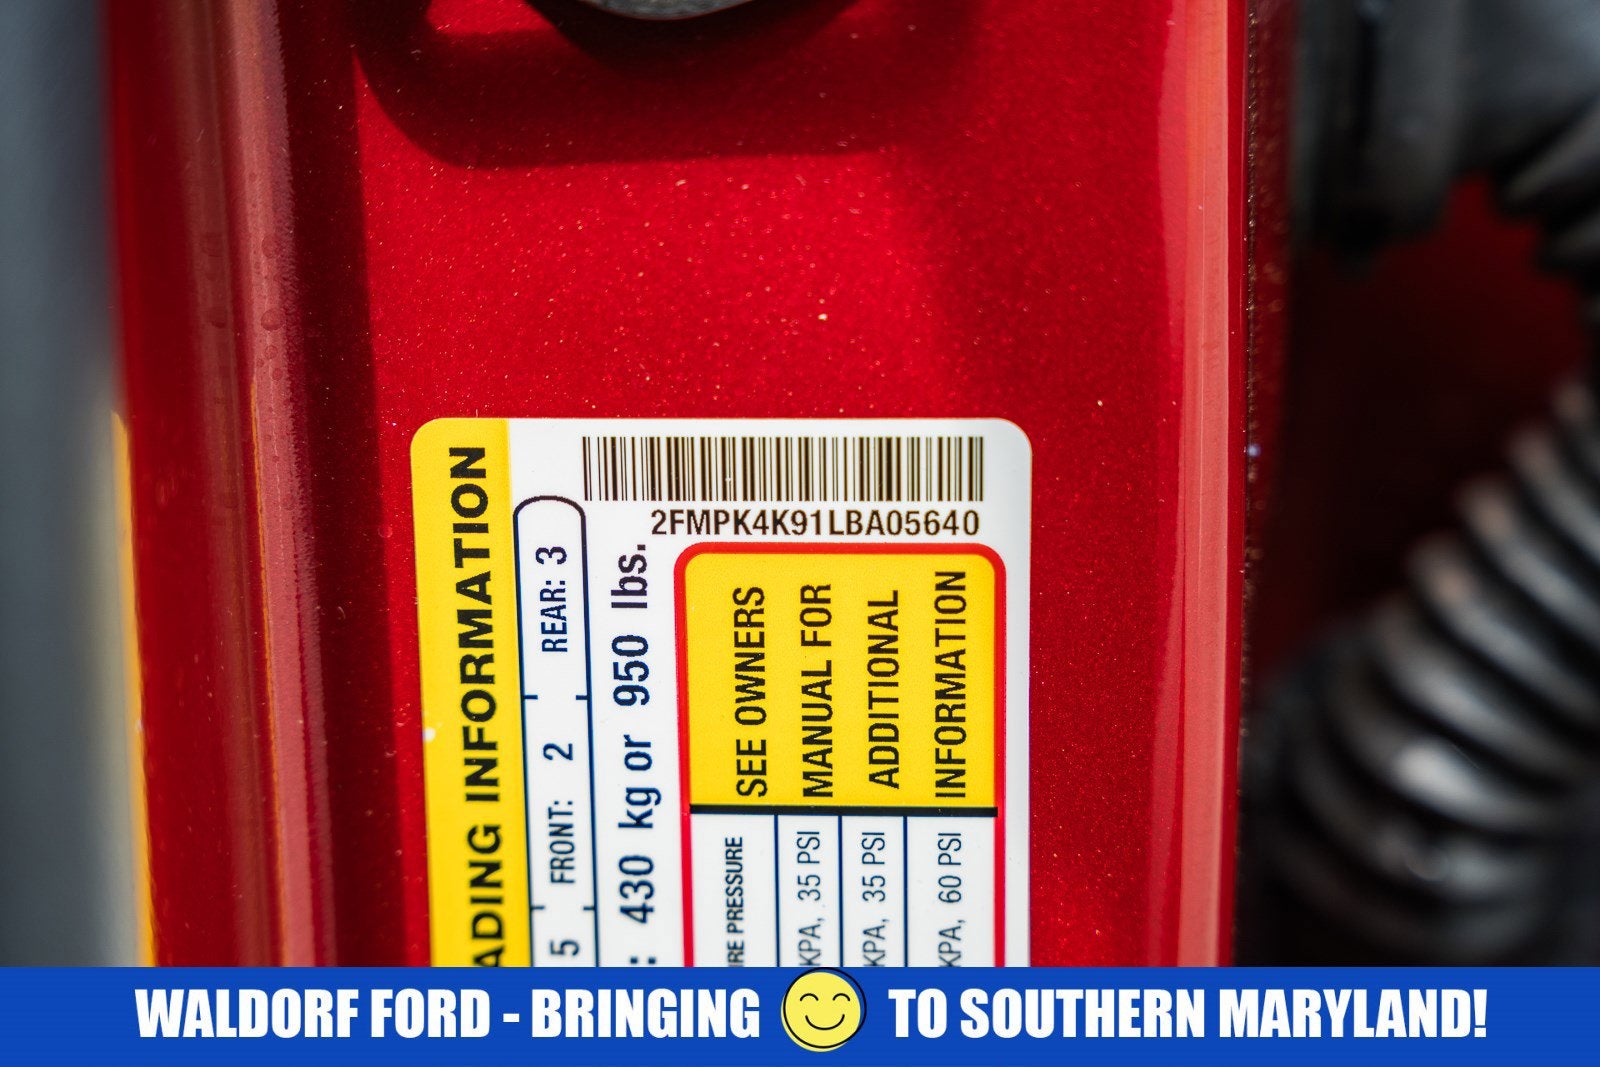 2FMPK4K91LBA05640
ADING INFORMATION
5 FRONT: 2 REAR: 3
: 430 kg or 950 lbs.
IRE PRESSURE
KPA, 35 PSI
KPA, 35 PSI
KPA, 60 PSI
SEE OWNERS
MANUAL FOR
ADDITIONAL
INFORMATION
WALDORF FORD - BRINGING TO SOUTHERN MARYLAND!